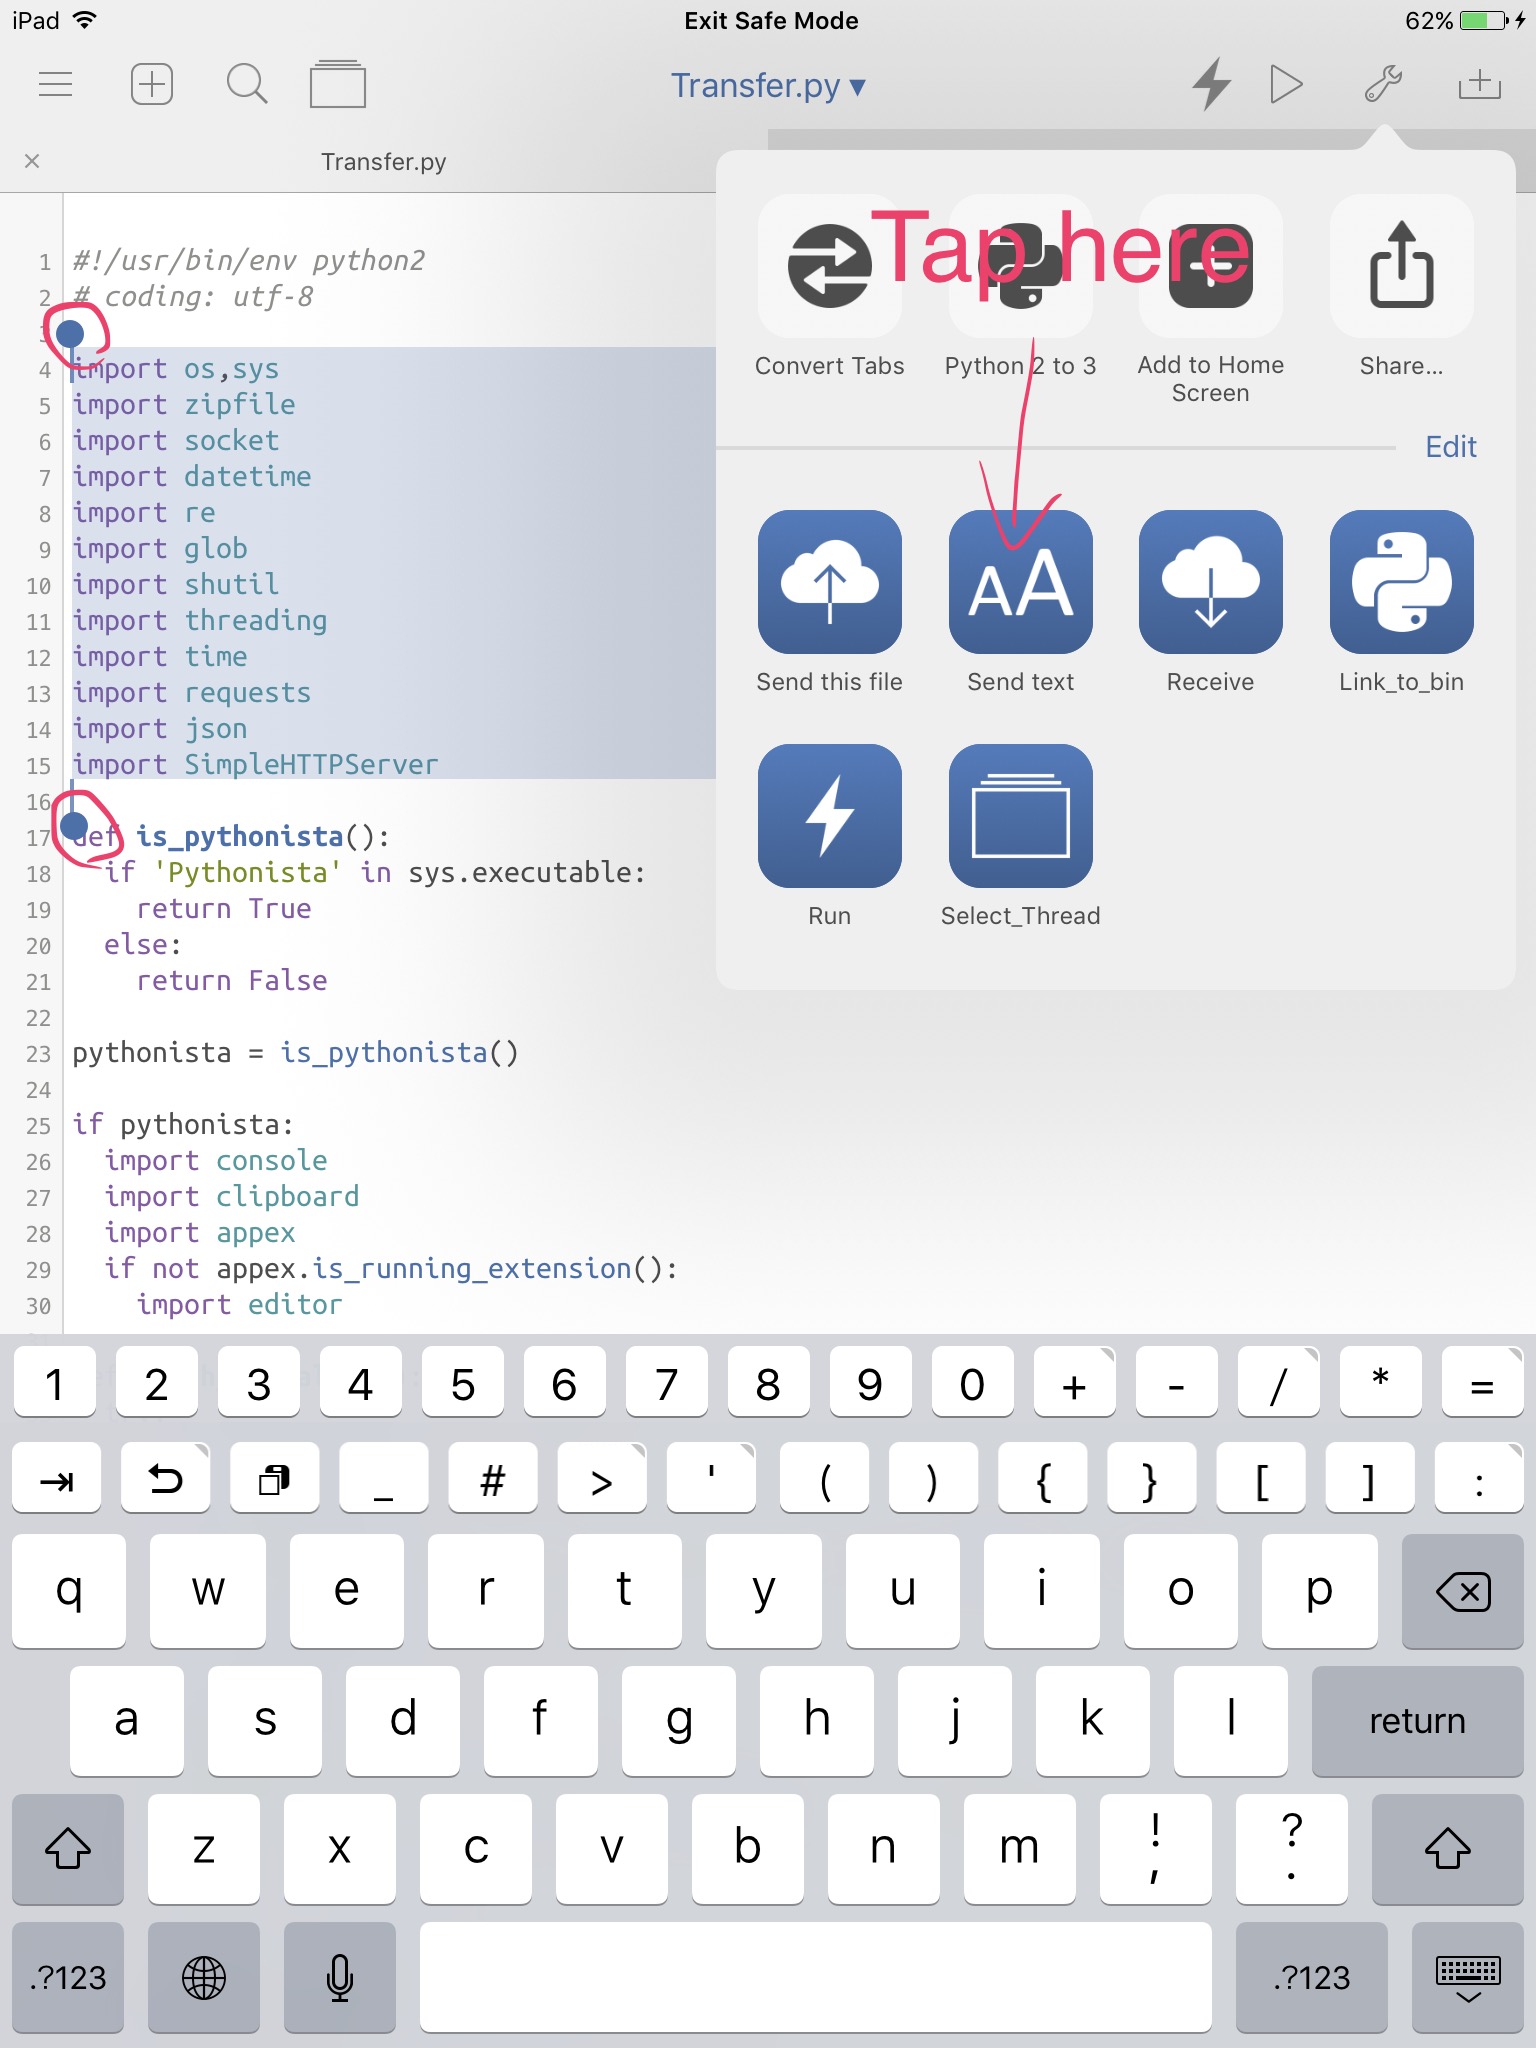 iPad Exit Safe Mode 62%
Transfer.py ▾
× Transfer.py
Tap here
Convert Tabs Python 2 to 3 Add to Home Screen Share...
Edit
Send this file Send text Receive Link_to_bin
Run Select_Thread
1 #!/usr/bin/env python2
2 # coding: utf-8
3
4 import os,sys
5 import zipfile
6 import socket
7 import datetime
8 import re
9 import glob
10 import shutil
11 import threading
12 import time
13 import requests
14 import json
15 import SimpleHTTPServer
16
17 def is_pythonista():
18 if 'Pythonista' in sys.executable:
19 return True
20 else:
21 return False
22
23 pythonista = is_pythonista()
24
25 if pythonista:
26 import console
27 import clipboard
28 import appex
29 if not appex.is_running_extension():
30 import editor
1 2 3 4 5 6 7 8 9 0 + - / * =
_ # > ' ( ) { } [ ] :
q w e r t y u i o p
a s d f g h j k l return
z x c v b n m ! , ? .
.?123 .?123